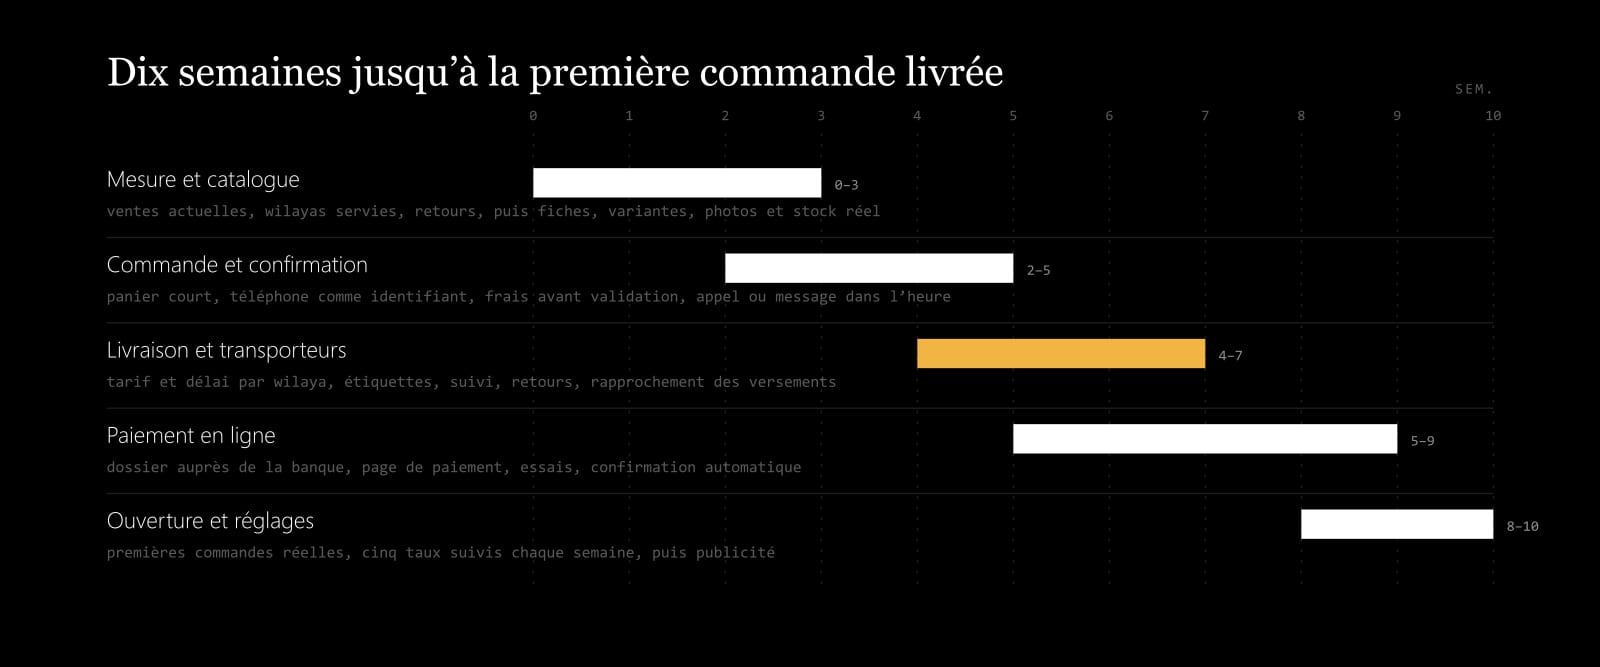 Dix semaines jusqu’à la première commande livrée
SEM.
0 1 2 3 4 5 6 7 8 9 10
Mesure et catalogue
0–3
ventes actuelles, wilayas servies, retours, puis fiches, variantes, photos et stock réel
Commande et confirmation
2–5
panier court, téléphone comme identifiant, frais avant validation, appel ou message dans l’heure
Livraison et transporteurs
4–7
tarif et délai par wilaya, étiquettes, suivi, retours, rapprochement des versements
Paiement en ligne
5–9
dossier auprès de la banque, page de paiement, essais, confirmation automatique
Ouverture et réglages
8–10
premières commandes réelles, cinq taux suivis chaque semaine, puis publicité